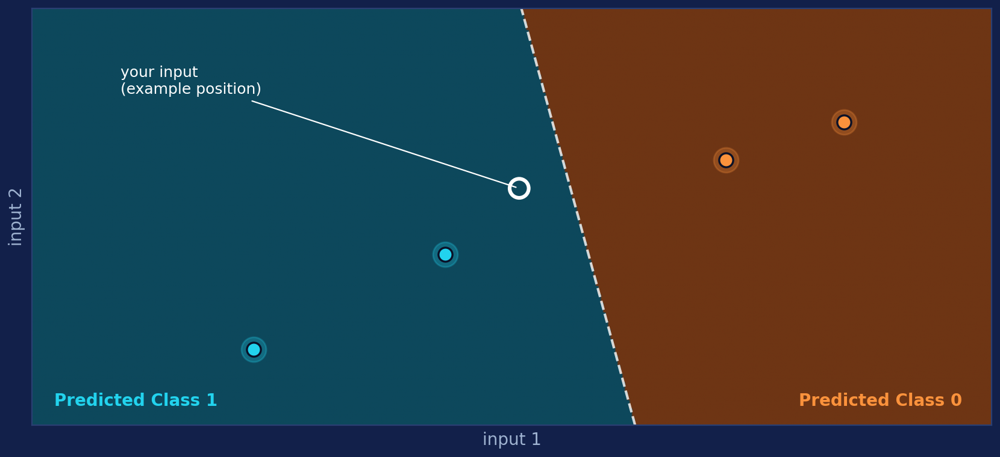 your input
(example position)
input 2
Predicted Class 1
Predicted Class 0
input 1